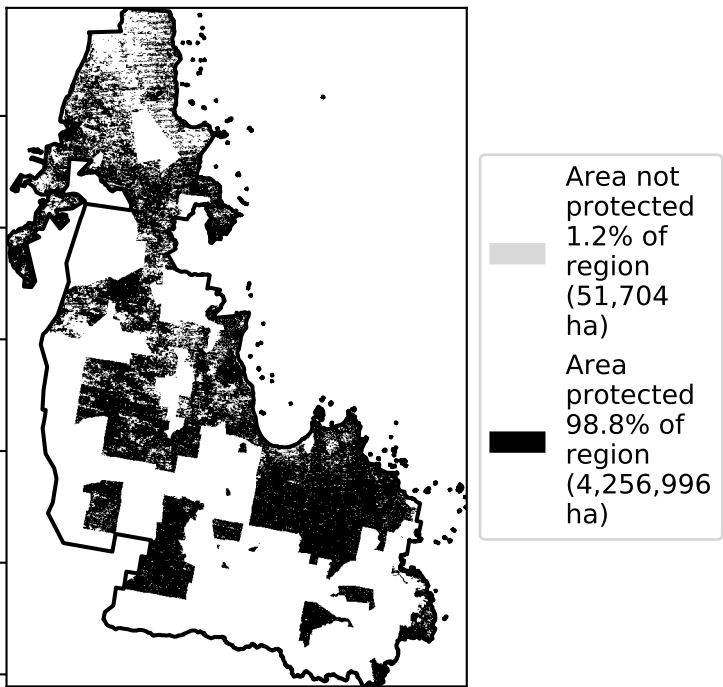 Area not
protected
1.2% of
region
(51,704
ha)
Area
protected
98.8% of
region
(4,256,996
ha)